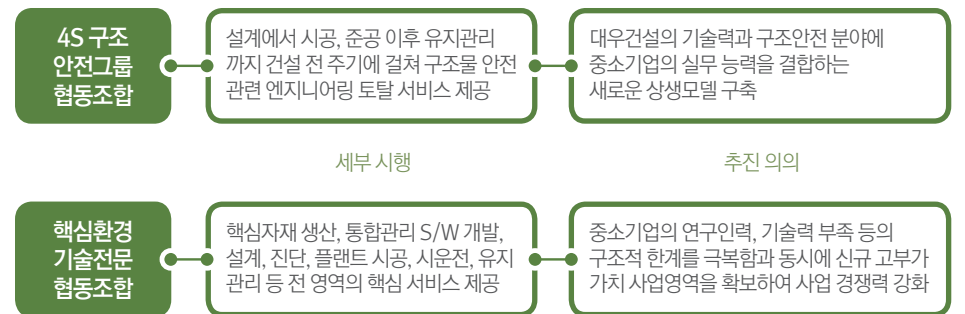 4S 구조
안전그룹
협동조합
설계에서 시공, 준공 이후 유지관리
까지 건설 전 주기에 걸쳐 구조물 안전
관련 엔지니어링 토탈 서비스 제공
대우건설의 기술력과 구조안전 분야에
중소기업의 실무 능력을 결합하는
새로운 상생모델 구축
세부 시행
추진 의의
핵심환경
기술전문
협동조합
핵심자재 생산, 통합관리 S/W 개발,
설계, 진단, 플랜트 시공, 시운전, 유지
관리 등 전 영역의 핵심 서비스 제공
중소기업의 연구인력, 기술력 부족 등의
구조적 한계를 극복함과 동시에 신규 고부가
가치 사업영역을 확보하여 사업 경쟁력 강화